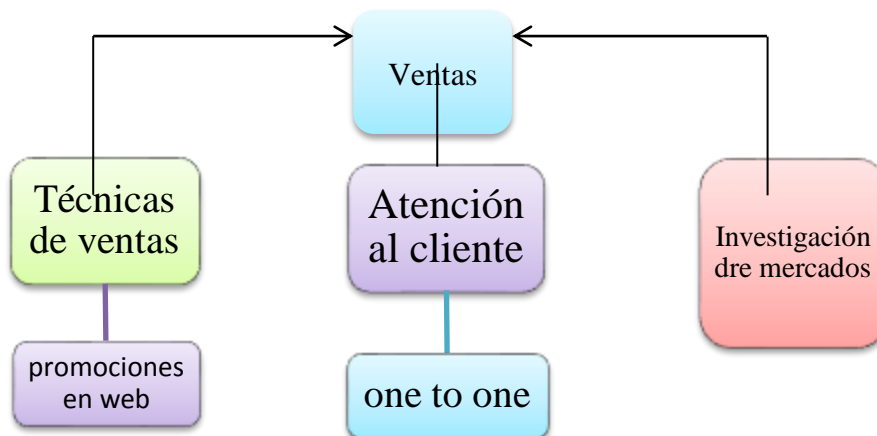 Ventas
Técnicas
de ventas
Atención
al cliente
Investigación
dre mercados
promociones
en web
one to one